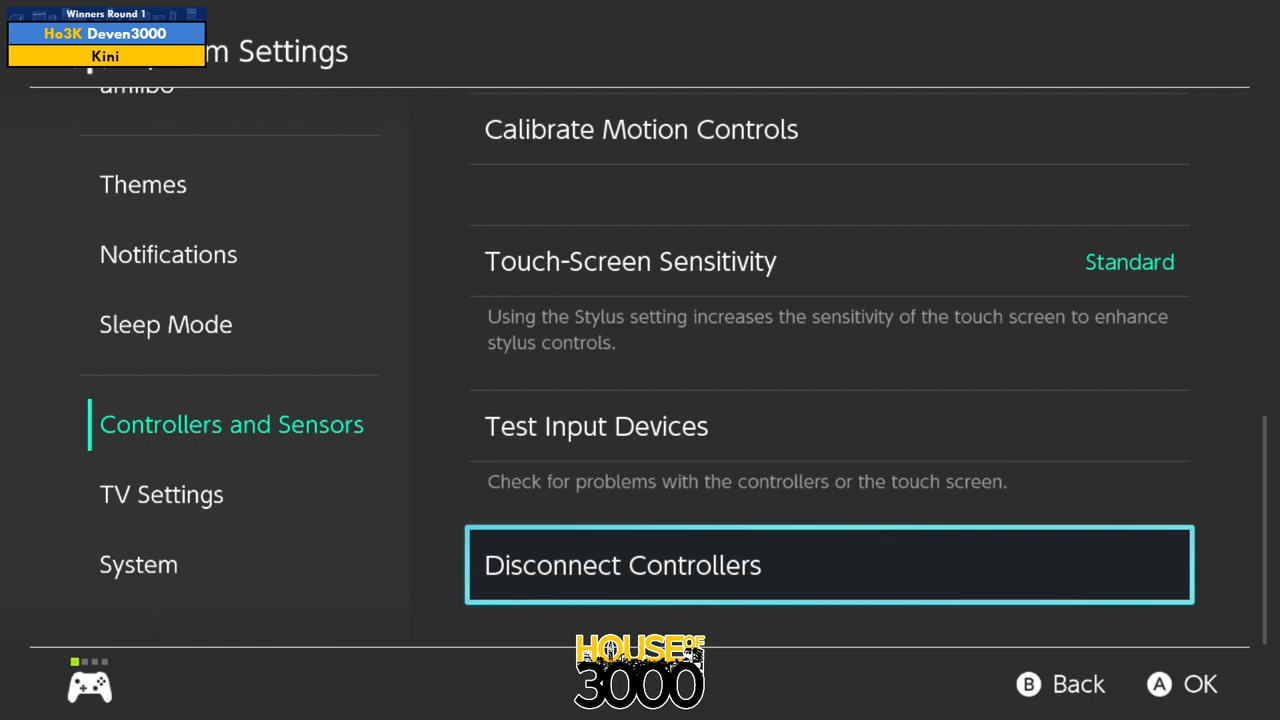 Winners Round 1
Ho3K Deven3000
Kini
m Settings
amiibo
Themes
Notifications
Sleep Mode
Controllers and Sensors
TV Settings
System
Calibrate Motion Controls
Touch-Screen Sensitivity Standard
Using the Stylus setting increases the sensitivity of the touch screen to enhance
stylus controls.
Test Input Devices
Check for problems with the controllers or the touch screen.
Disconnect Controllers
HOUSE OF
3000
B Back A OK